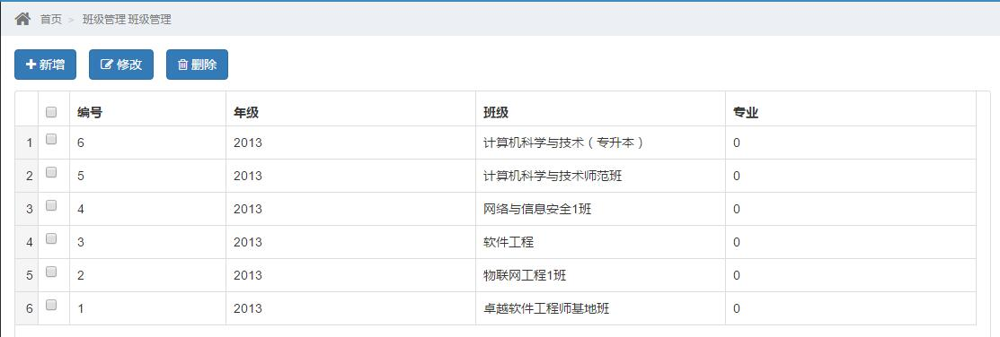 首页 > 班级管理 班级管理
新增 修改 删除
编号 年级 班级 专业
1 6 2013 计算机科学与技术（专升本） 0
2 5 2013 计算机科学与技术师范班 0
3 4 2013 网络与信息安全1班 0
4 3 2013 软件工程 0
5 2 2013 物联网工程1班 0
6 1 2013 卓越软件工程师基地班 0